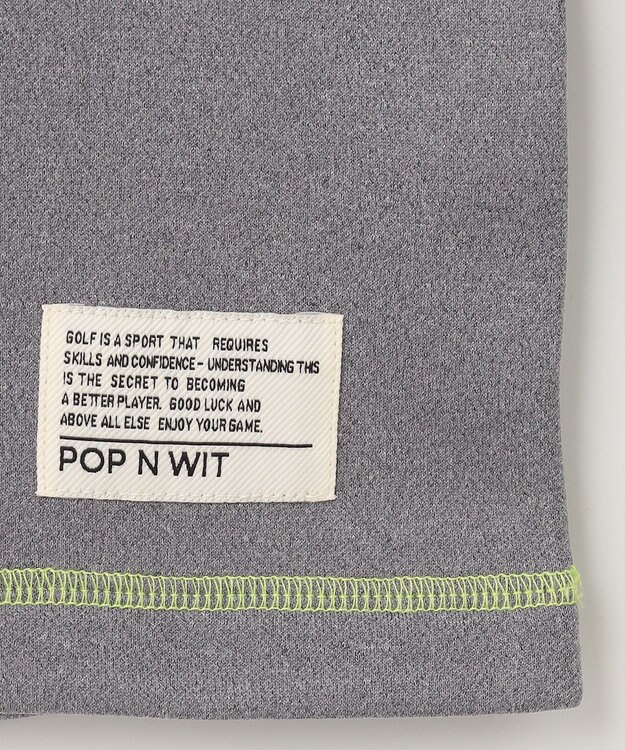 GOLF IS A SPORT THAT REQUIRES
SKILLS AND CONFIDENCE - UNDERSTANDING THIS
IS THE SECRET TO BECOMING
A BETTER PLAYER. GOOD LUCK AND
ABOVE ALL ELSE ENJOY YOUR GAME.
POP N WIT